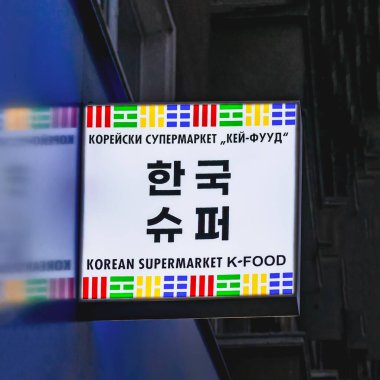 КОРЕЙСКИ СУПЕРМАРКЕТ „КЕЙ-ФУУД“
한국
슈퍼
KOREAN SUPERMARKET K-FOOD